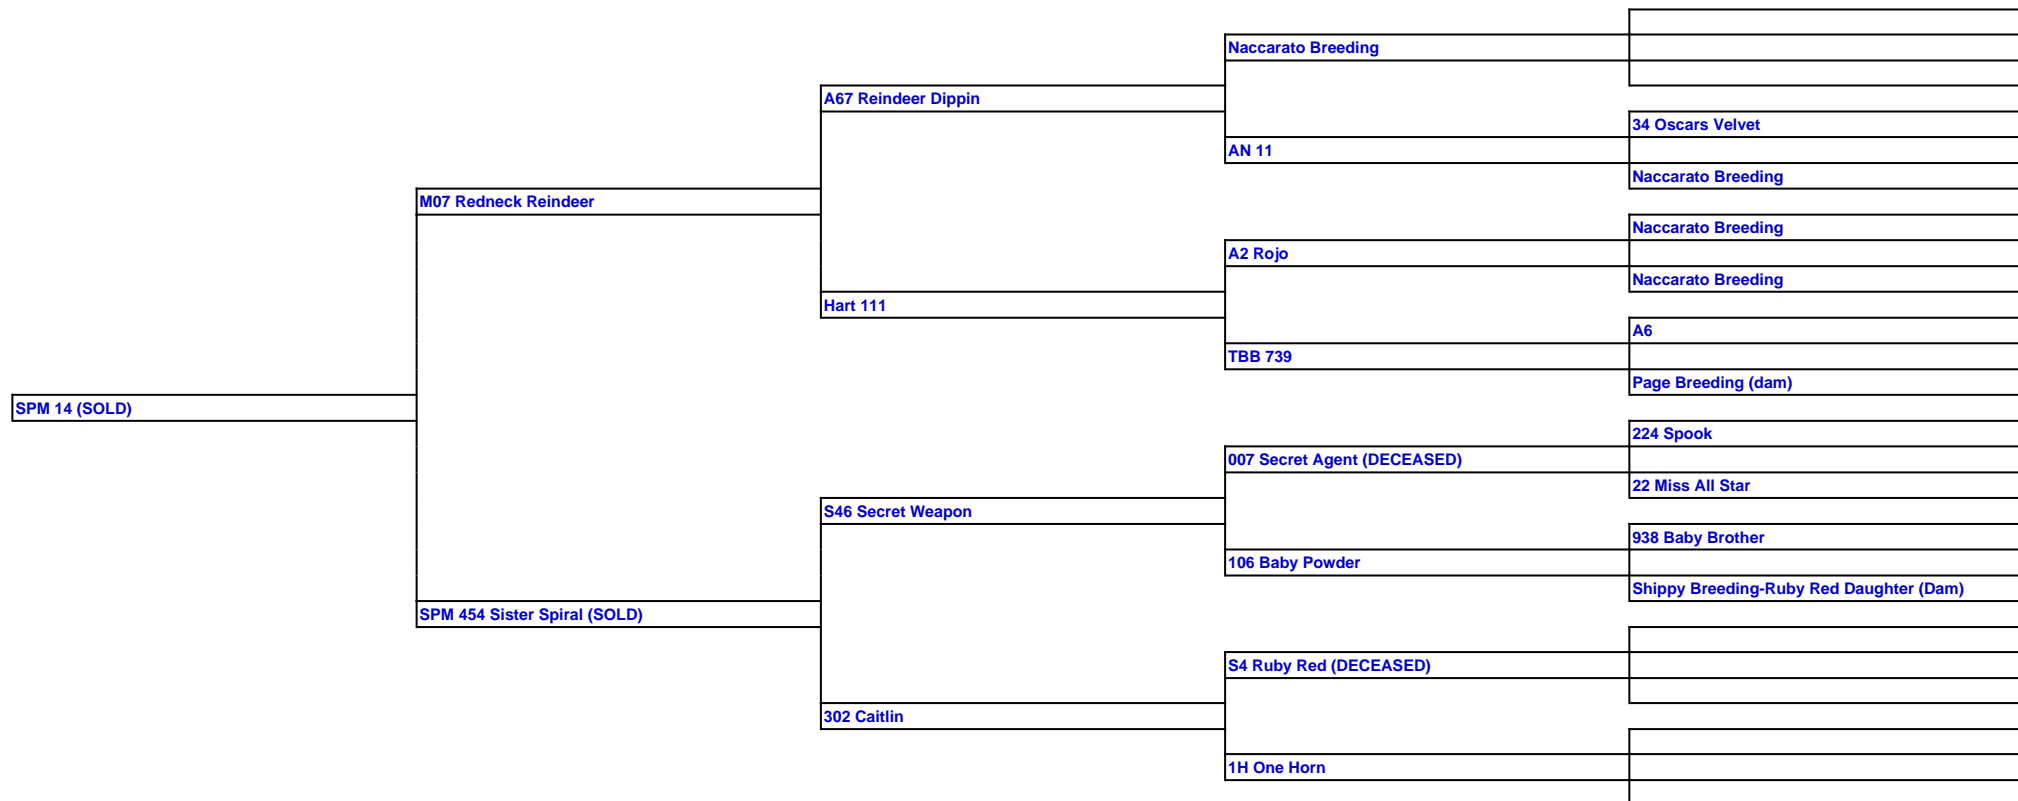 Naccarato Breeding
A67 Reindeer Dippin
34 Oscars Velvet
AN 11
Naccarato Breeding
M07 Redneck Reindeer
Naccarato Breeding
A2 Rojo
Naccarato Breeding
Hart 111
A6
TBB 739
Page Breeding (dam)
SPM 14 (SOLD)
224 Spook
007 Secret Agent (DECEASED)
22 Miss All Star
S46 Secret Weapon
938 Baby Brother
106 Baby Powder
Shippy Breeding-Ruby Red Daughter (Dam)
SPM 454 Sister Spiral (SOLD)
S4 Ruby Red (DECEASED)
302 Caitlin
1H One Horn